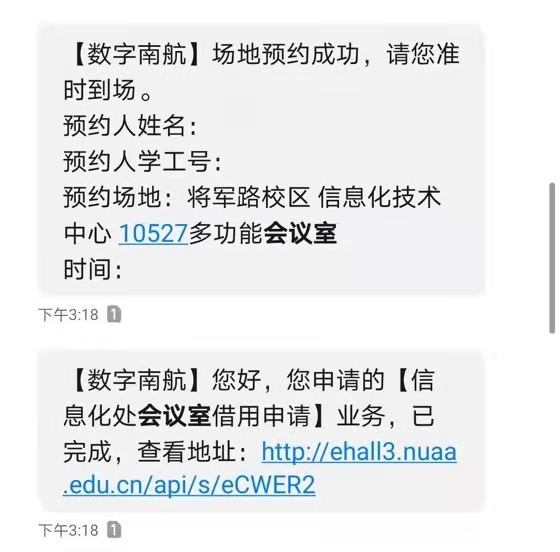 【数字南航】场地预约成功，请您准
时到场。
预约人姓名：
预约人学工号：
预约场地：将军路校区 信息化技术
中心 10527多功能会议室
时间：
下午3:18 1
【数字南航】您好，您申请的【信
息化处会议室借用申请】业务，已
完成，查看地址：http://ehall3.nuaa
.edu.cn/api/s/eCWER2
下午3:18 1